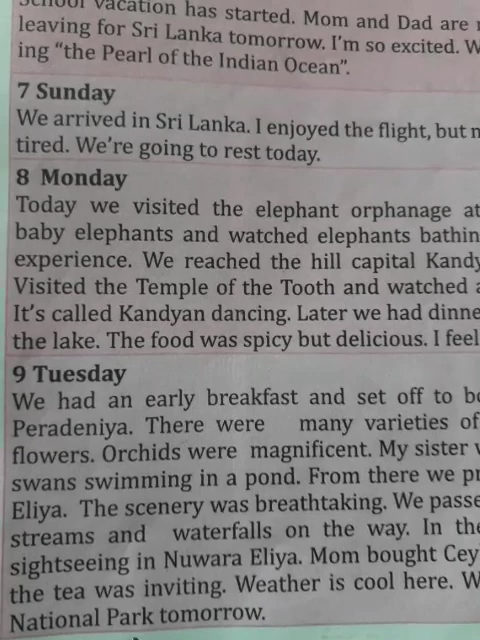 School vacation has started. Mom and Dad are
leaving for Sri Lanka tomorrow. I'm so excited.
ing "the Pearl of the Indian Ocean".
7 Sunday
We arrived in Sri Lanka. I enjoyed the flight, but
tired. We're going to rest today.
8 Monday
Today we visited the elephant orphanage at
baby elephants and watched elephants bathin
experience. We reached the hill capital Kandy
Visited the Temple of the Tooth and watched a
It's called Kandyan dancing. Later we had dinne
the lake. The food was spicy but delicious. I feel
9 Tuesday
We had an early breakfast and set off to bo
Peradeniya. There were many varieties of
flowers. Orchids were magnificent. My sister
swans swimming in a pond. From there we pr
Eliya. The scenery was breathtaking. We passe
streams and waterfalls on the way. In the
sightseeing in Nuwara Eliya. Mom bought Cey
the tea was inviting. Weather is cool here. W
National Park tomorrow.